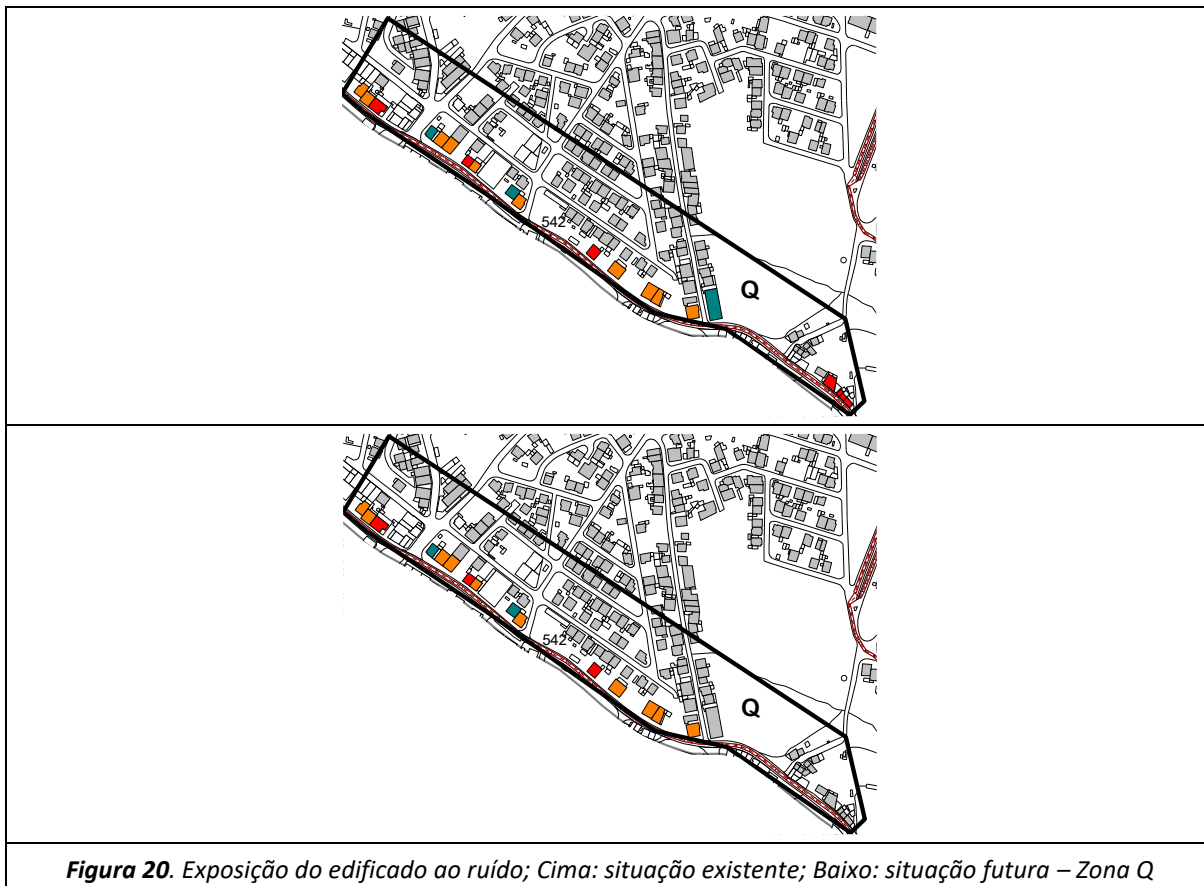 542
Q
542
Q
Figura 20. Exposição do edificado ao ruído; Cima: situação existente; Baixo: situação futura – Zona Q